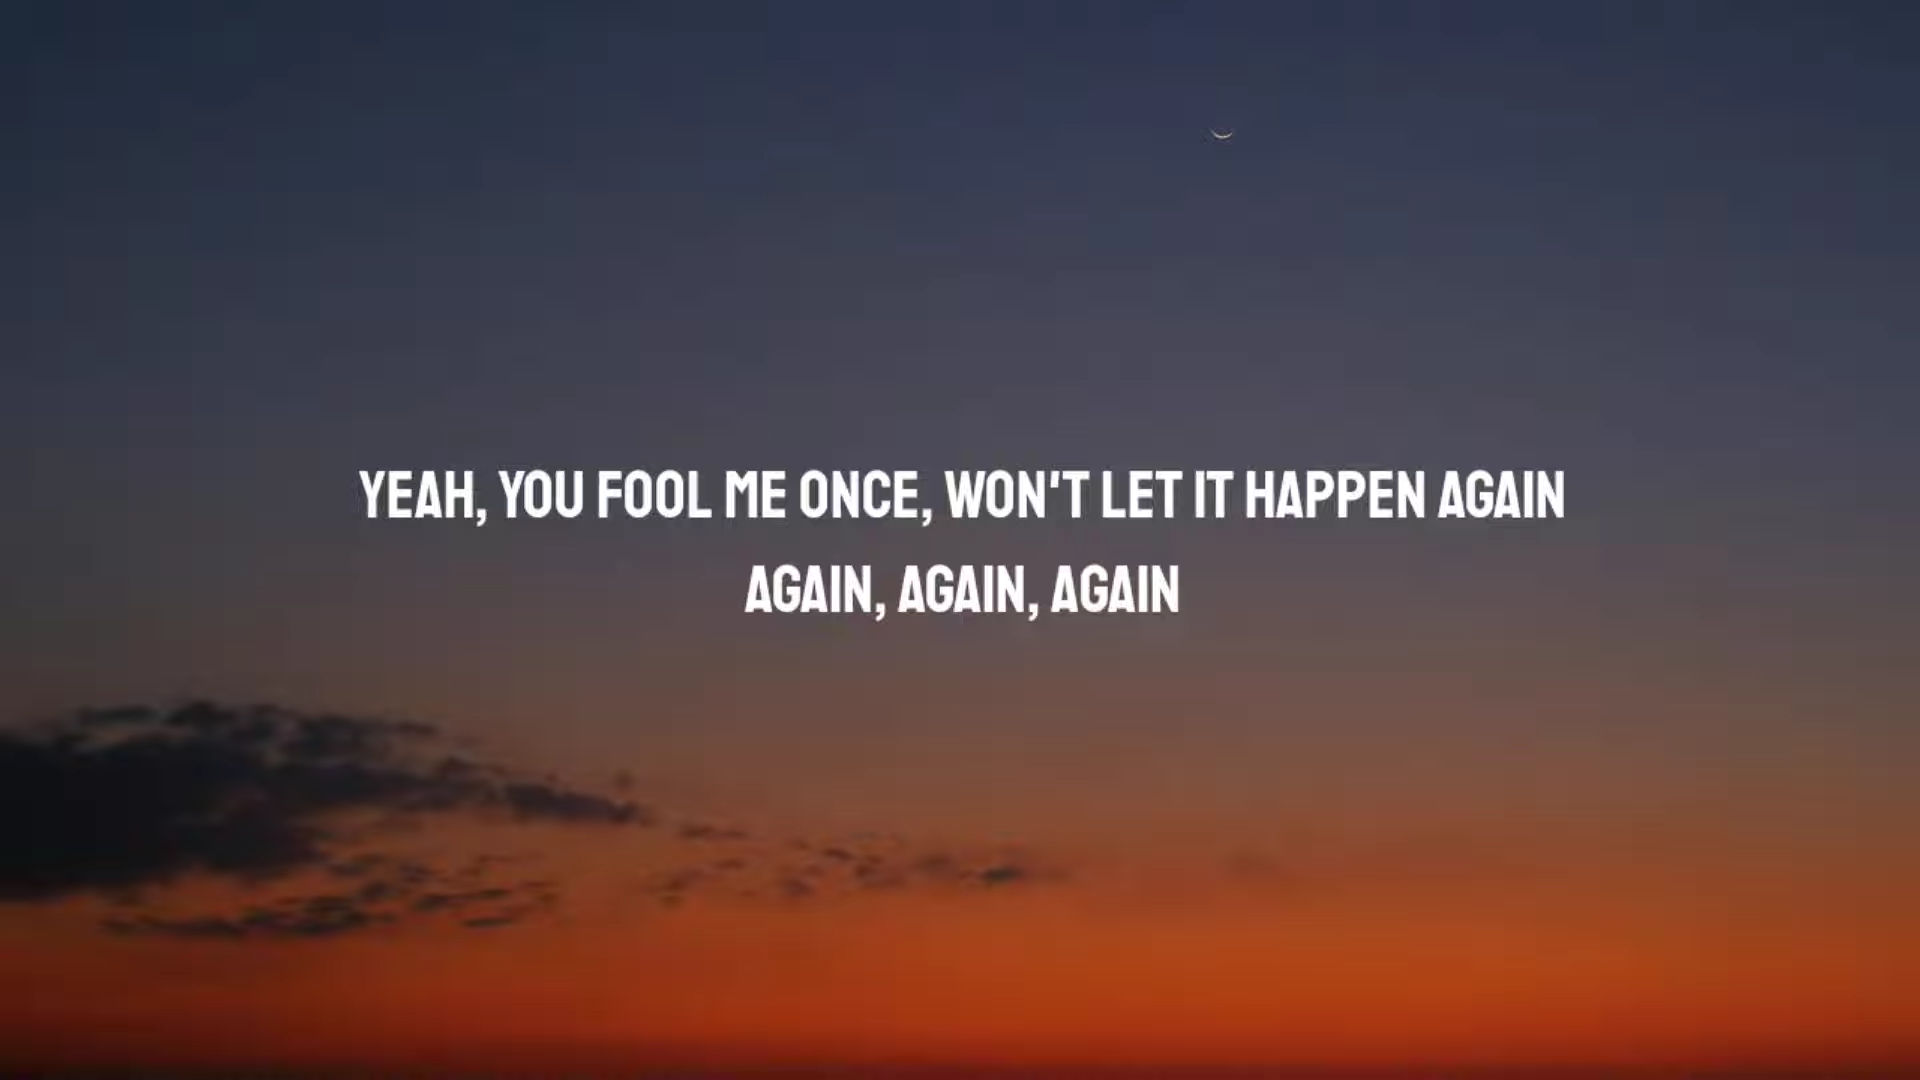 YEAH, YOU FOOL ME ONCE, WON'T LET IT HAPPEN AGAIN
AGAIN, AGAIN, AGAIN